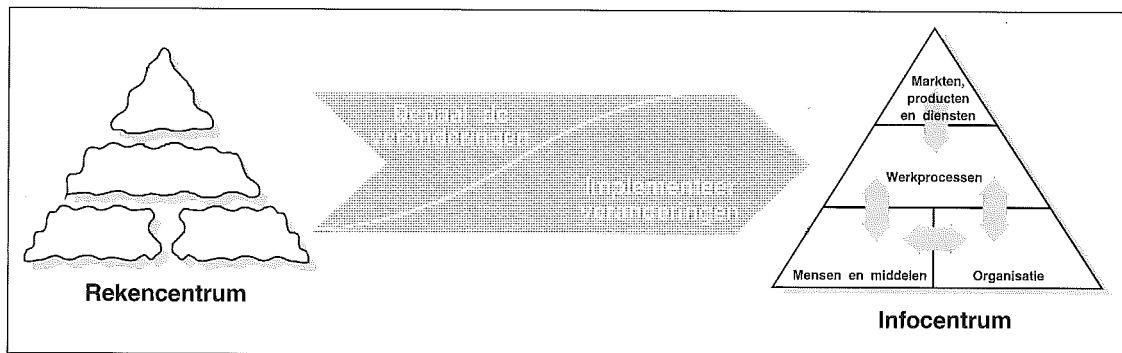 Bepaal de
veranderingen
Implementeer
veranderingen
Rekencentrum
Markten,
producten
en diensten
Werkprocessen
Mensen en middelen
Organisatie
Infocentrum